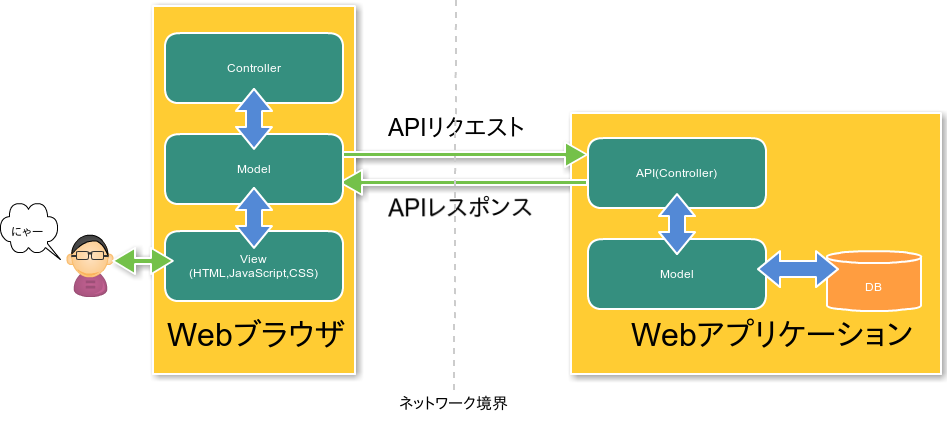 Controller
Model
View
(HTML,JavaScript,CSS)
Webブラウザ
にゃー
APIリクエスト
APIレスポンス
ネットワーク境界
API(Controller)
Model
DB
Webアプリケーション